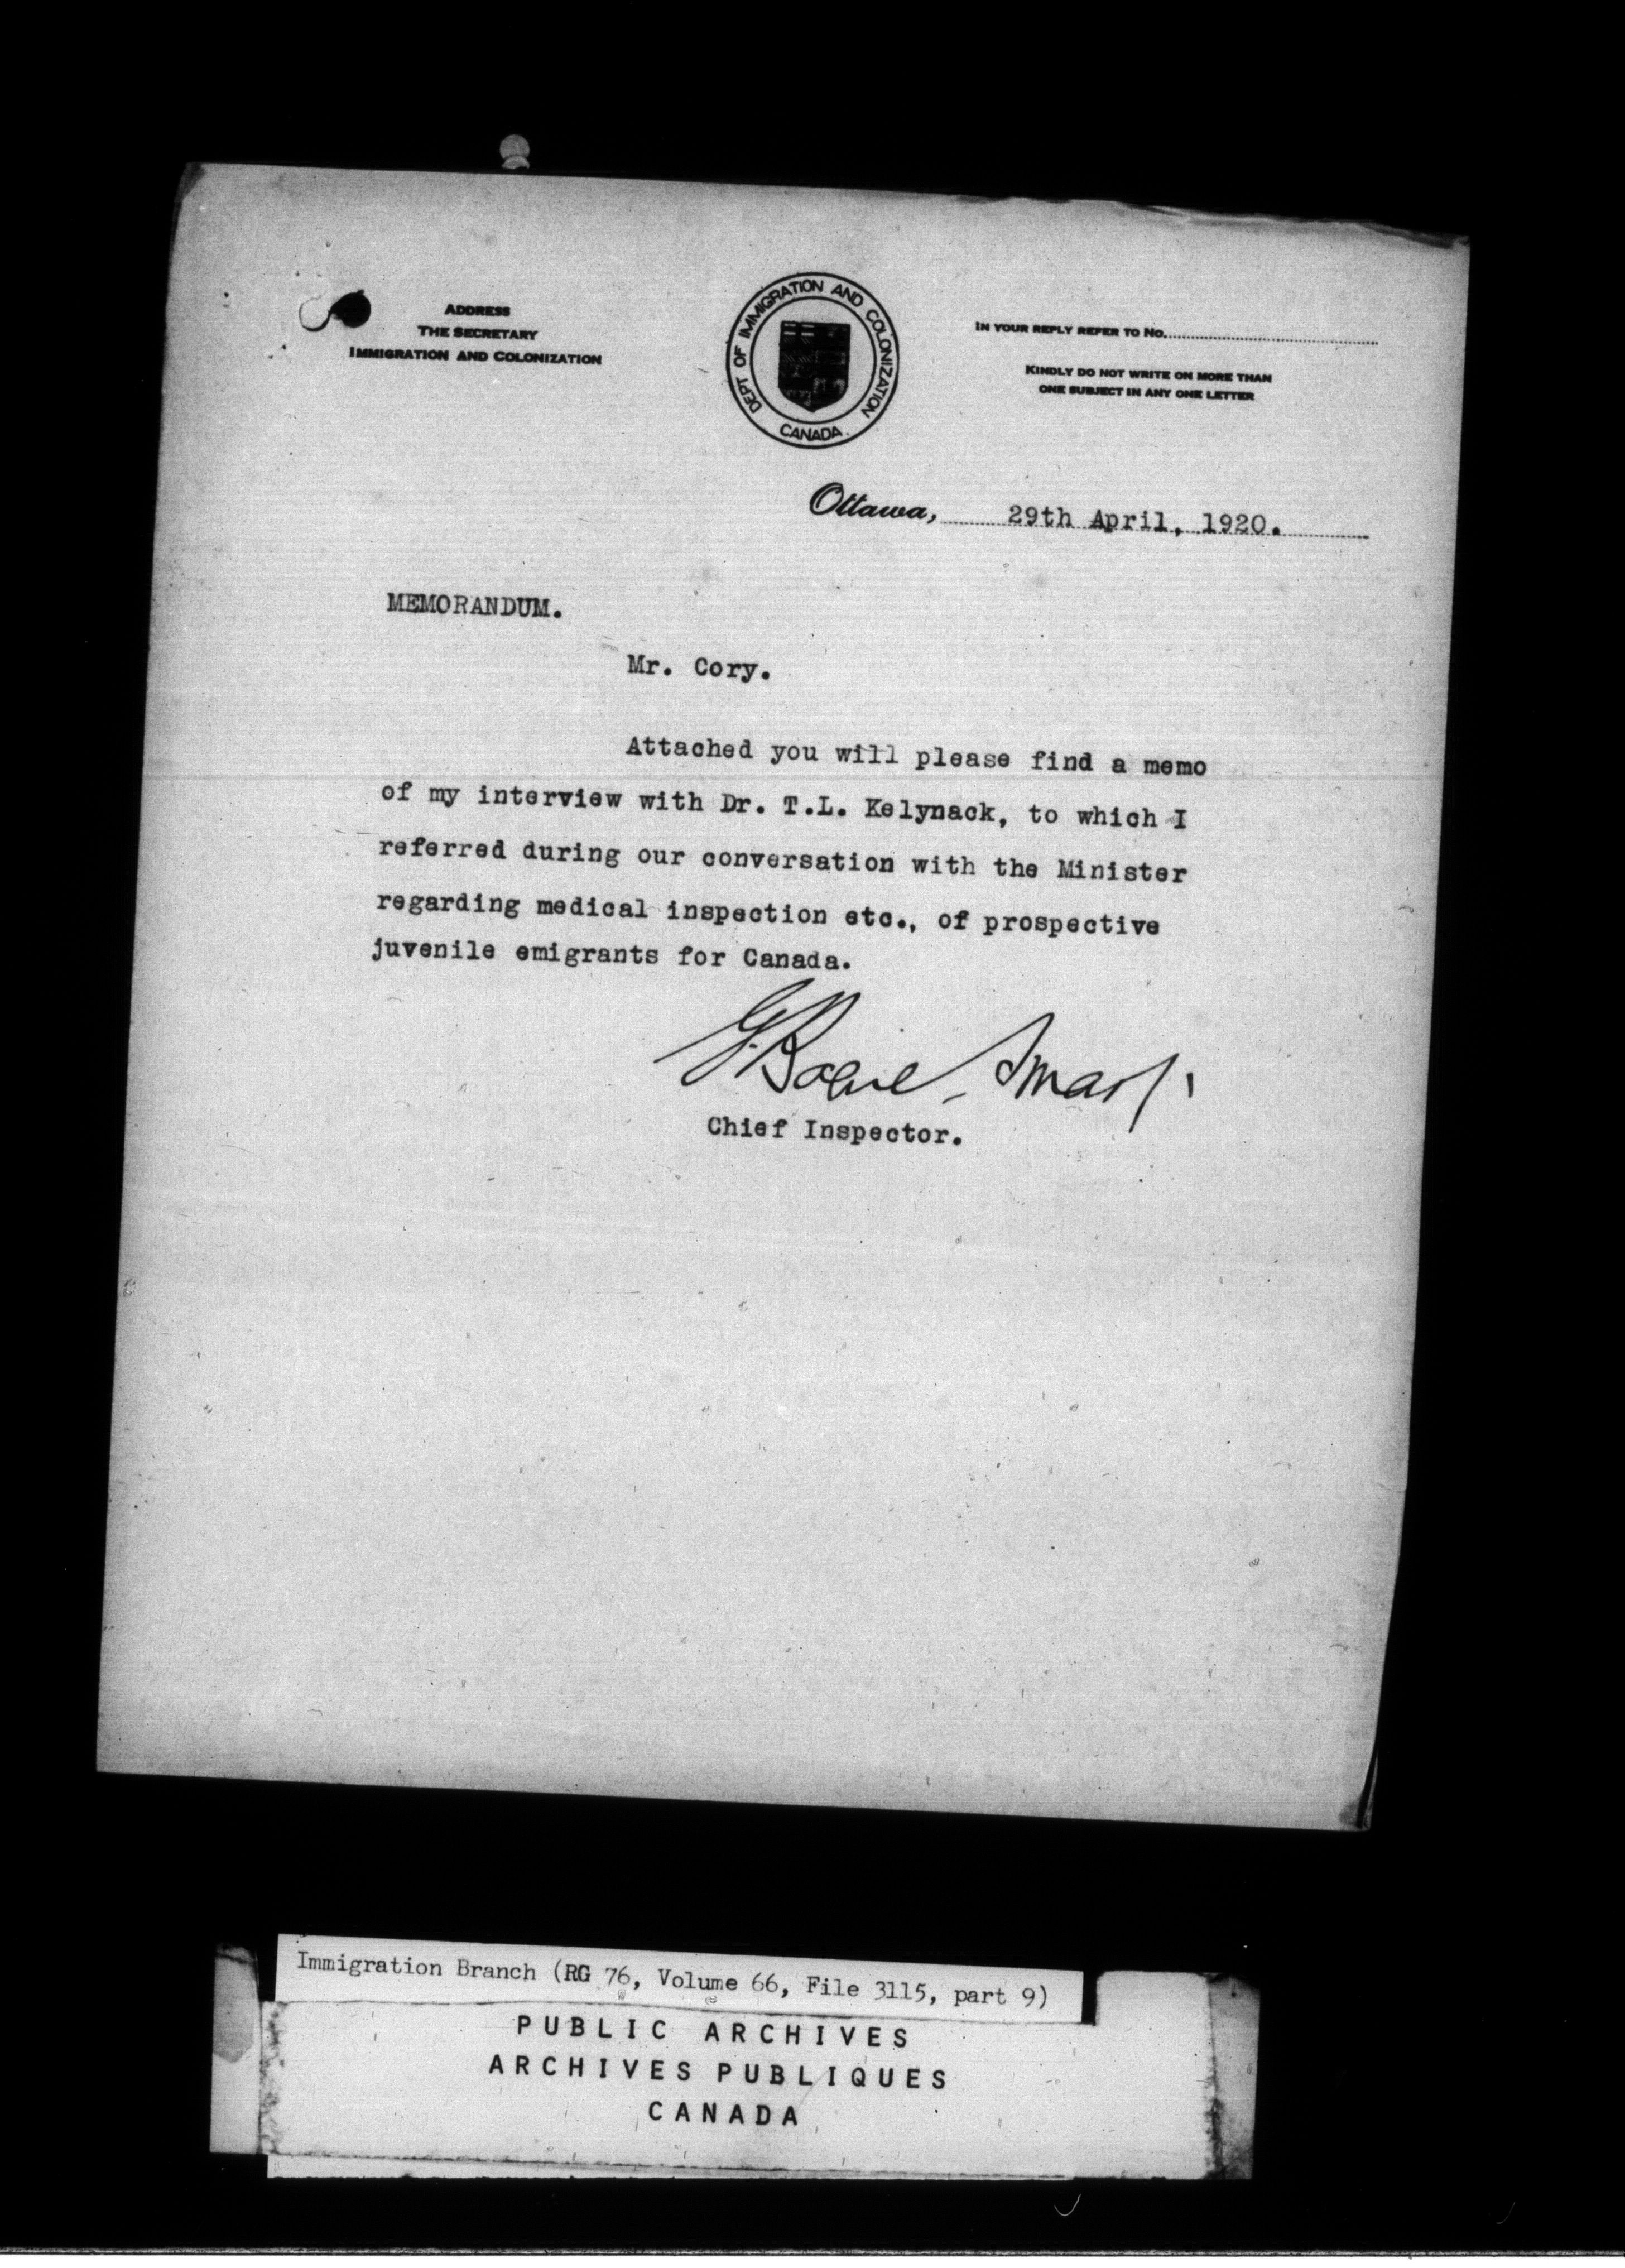 ADDRESS
THE SECRETARY
IMMIGRATION AND COLONIZATION
DEPT OF IMMIGRATION AND COLONIZATION
CANADA
IN YOUR REPLY REFER TO No.
KINDLY DO NOT WRITE ON MORE THAN
ONE SUBJECT IN ANY ONE LETTER
Ottawa, 29th April, 1920.
MEMORANDUM.
Mr. Cory.
Attached you will please find a memo
of my interview with Dr. T.L. Kelynack, to which I
referred during our conversation with the Minister
regarding medical inspection etc., of prospective
juvenile emigrants for Canada.
G. Bogue Smart
Chief Inspector.
Immigration Branch (RG 76, Volume 66, File 3115, part 9)
PUBLIC ARCHIVES
ARCHIVES PUBLIQUES
CANADA